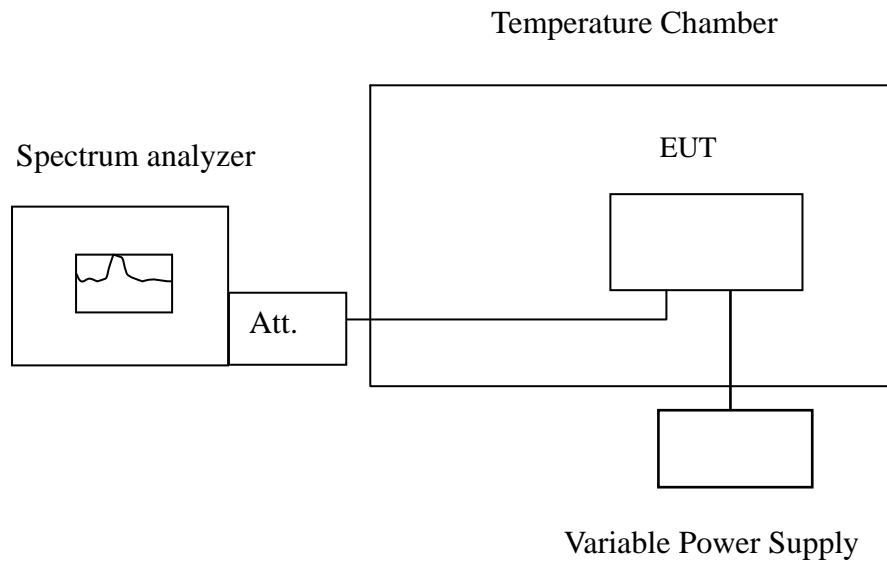 Temperature Chamber
Spectrum analyzer
EUT
Att.
Variable Power Supply